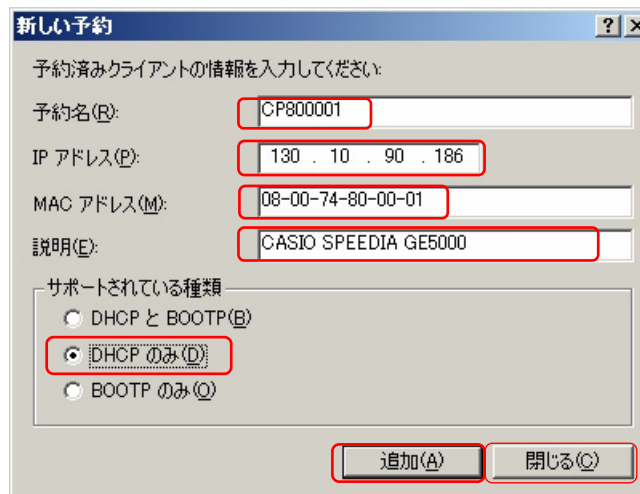 新しい予約
予約済みクライアントの情報を入力してください:
予約名(R): CP800001
IP アドレス(P): 130 . 10 . 90 . 186
MAC アドレス(M): 08-00-74-80-00-01
説明(E): CASIO SPEEDIA GE5000
サポートされている種類
DHCP と BOOTP(B)
DHCP のみ(D)
BOOTP のみ(O)
追加(A) 閉じる(C)